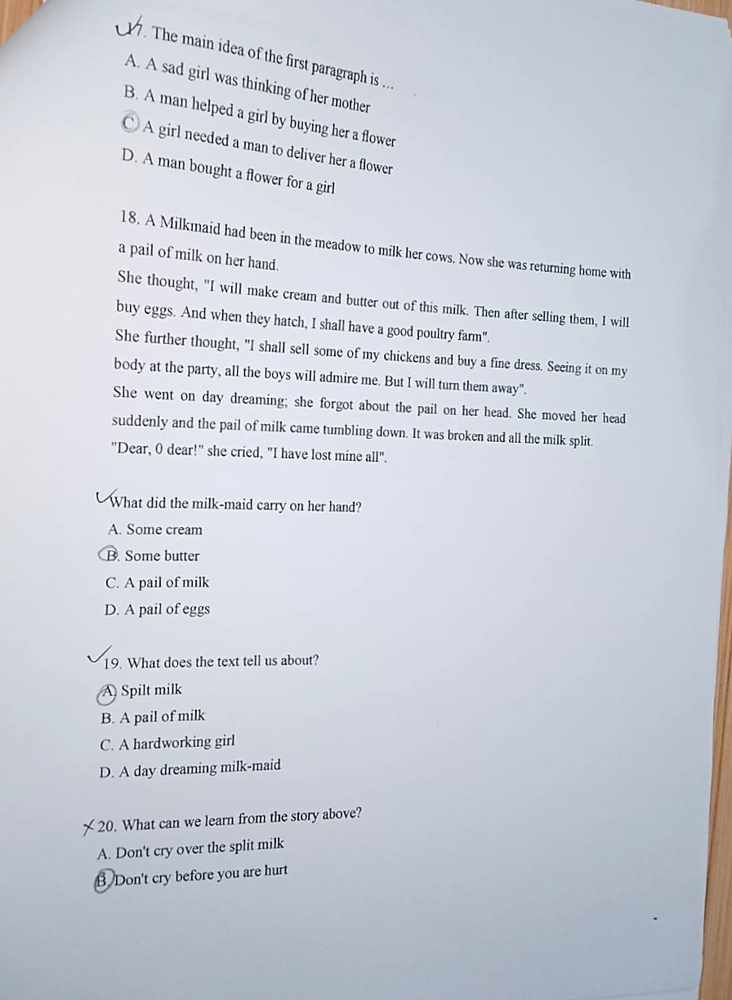 17. The main idea of the first paragraph is ...
A. A sad girl was thinking of her mother
B. A man helped a girl by buying her a flower
C A girl needed a man to deliver her a flower
D. A man bought a flower for a girl
18. A Milkmaid had been in the meadow to milk her cows. Now she was returning home with
a pail of milk on her hand.
She thought, "I will make cream and butter out of this milk. Then after selling them, I will
buy eggs. And when they hatch, I shall have a good poultry farm".
She further thought, "I shall sell some of my chickens and buy a fine dress. Seeing it on my
body at the party, all the boys will admire me. But I will turn them away".
She went on day dreaming; she forgot about the pail on her head. She moved her head
suddenly and the pail of milk came tumbling down. It was broken and all the milk split.
"Dear, 0 dear!" she cried, "I have lost mine all".
What did the milk-maid carry on her hand?
A. Some cream
B. Some butter
C. A pail of milk
D. A pail of eggs
19. What does the text tell us about?
A. Spilt milk
B. A pail of milk
C. A hardworking girl
D. A day dreaming milk-maid
20. What can we learn from the story above?
A. Don't cry over the split milk
B. Don't cry before you are hurt